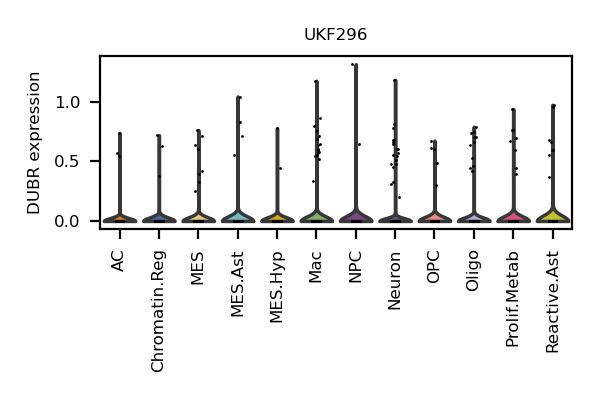 UKF296
DUBR expression
1.0
0.5
0.0
AC
Chromatin.Reg
MES
MES.Ast
MES.Hyp
Mac
NPC
Neuron
OPC
Oligo
Prolif.Metab
Reactive.Ast